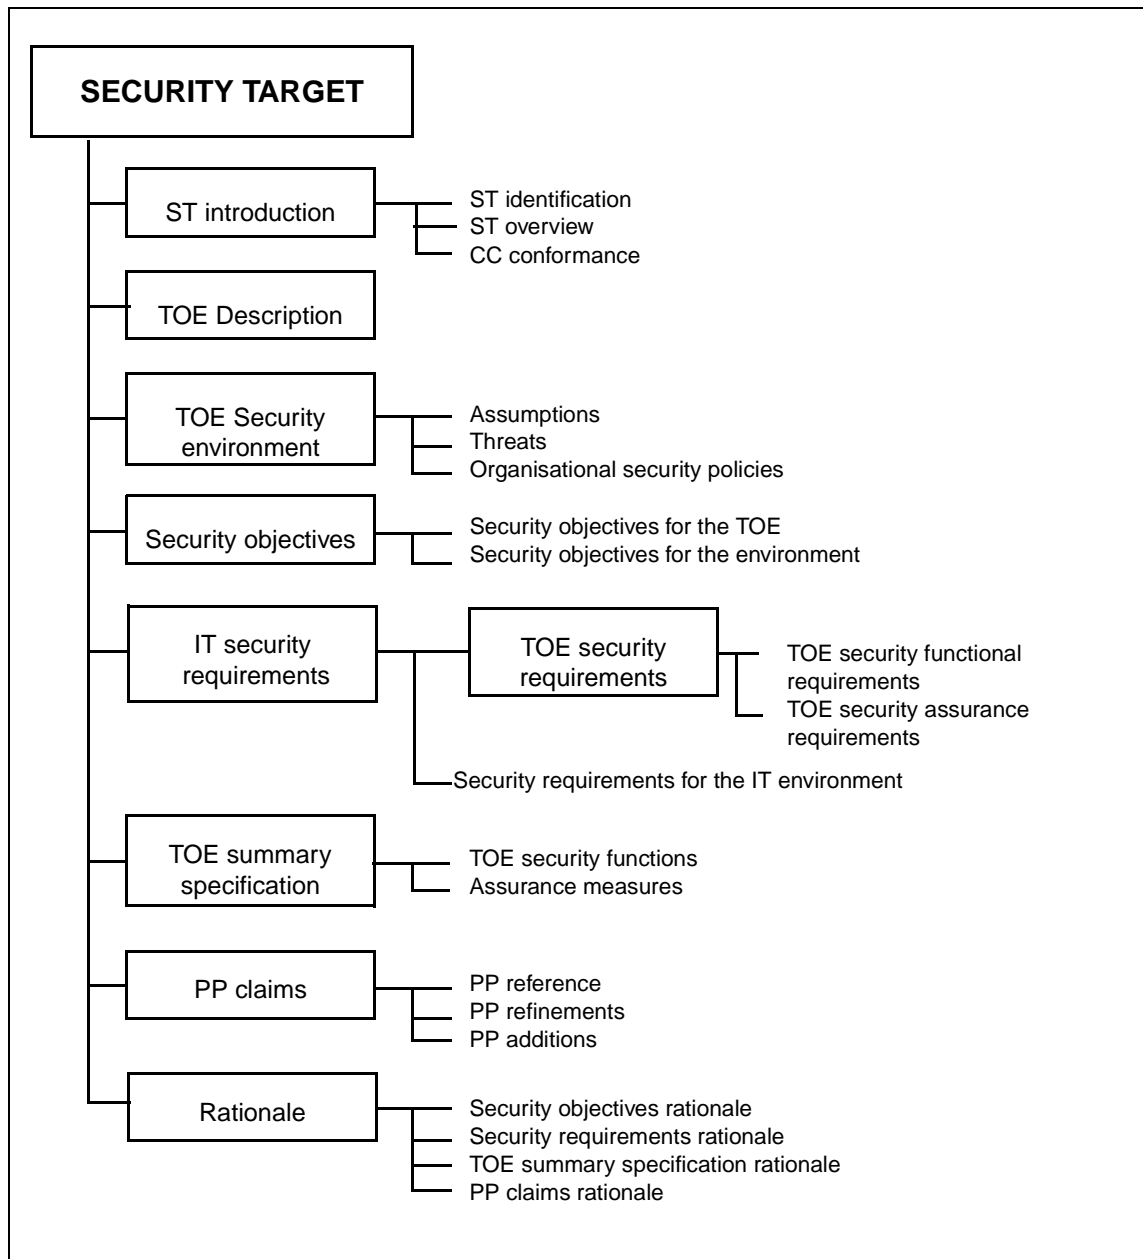 SECURITY TARGET
ST introduction
ST identification
ST overview
CC conformance
TOE Description
TOE Security
environment
Assumptions
Threats
Organisational security policies
Security objectives
Security objectives for the TOE
Security objectives for the environment
IT security
requirements
TOE security
requirements
TOE security functional
requirements
TOE security assurance
requirements
Security requirements for the IT environment
TOE summary
specification
TOE security functions
Assurance measures
PP claims
PP reference
PP refinements
PP additions
Rationale
Security objectives rationale
Security requirements rationale
TOE summary specification rationale
PP claims rationale